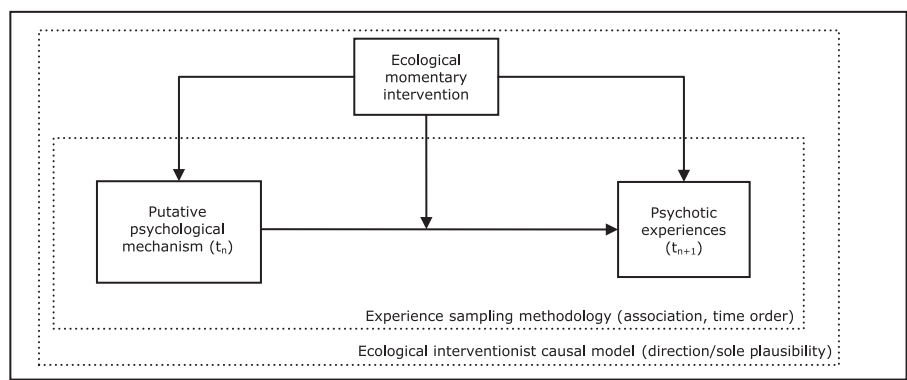 Ecological
momentary
intervention
Putative
psychological
mechanism (tn)
Psychotic
experiences
(tn+1)
Experience sampling methodology (association, time order)
Ecological interventionist causal model (direction/sole plausibility)